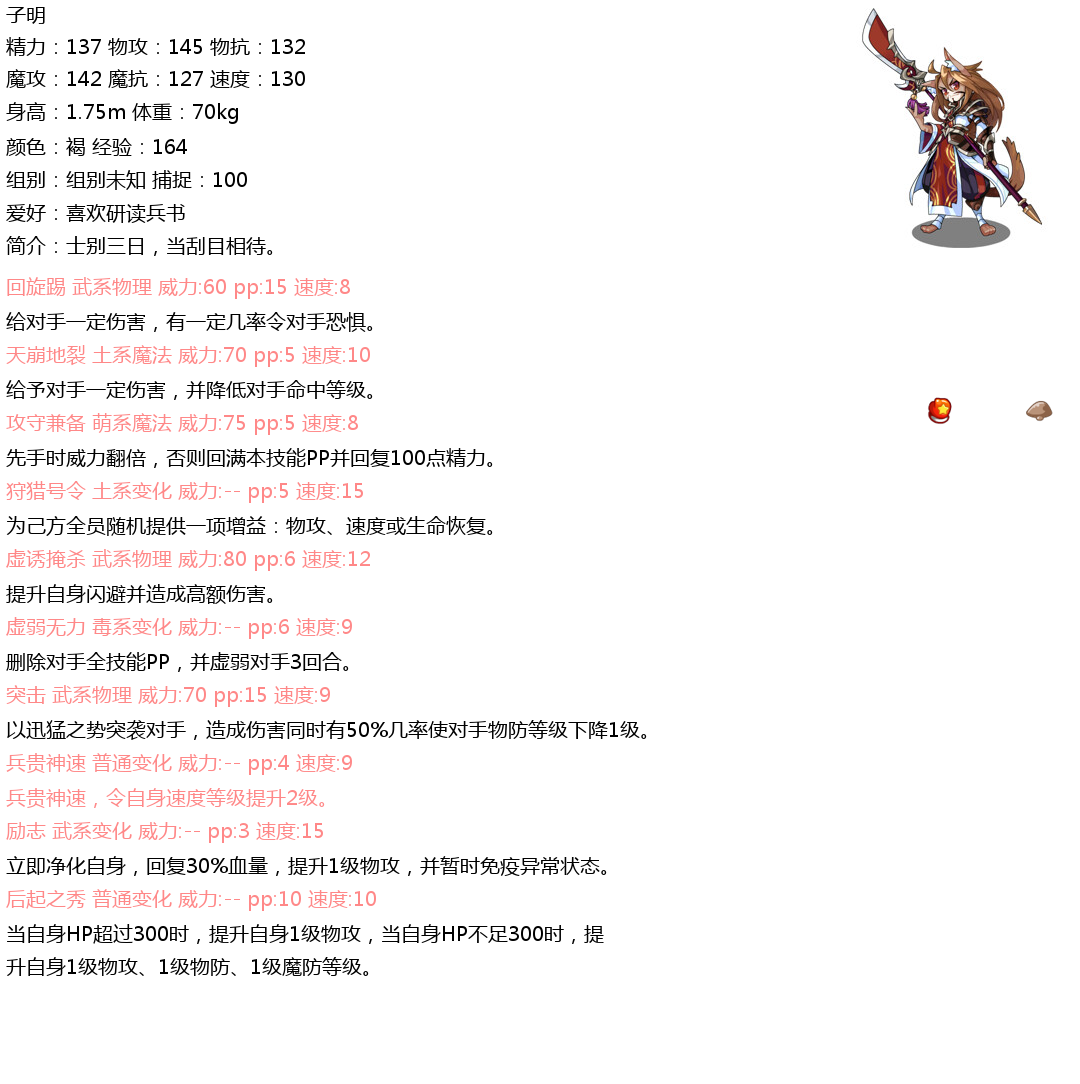 子明
精力：137 物攻：145 物抗：132
魔攻：142 魔抗：127 速度：130
身高：1.75m 体重：70kg
颜色：褐 经验：164
组别：组别未知 捕捉：100
爱好：喜欢研读兵书
简介：士别三日，当刮目相待。
回旋踢 武系物理 威力:60 pp:15 速度:8
给对手一定伤害，有一定几率令对手恐惧。
天崩地裂 土系魔法 威力:70 pp:5 速度:10
给予对手一定伤害，并降低对手命中等级。
攻守兼备 萌系魔法 威力:75 pp:5 速度:8
先手时威力翻倍，否则回满本技能PP并回复100点精力。
狩猎号令 土系变化 威力:-- pp:5 速度:15
为己方全员随机提供一项增益：物攻、速度或生命恢复。
虚诱掩杀 武系物理 威力:80 pp:6 速度:12
提升自身闪避并造成高额伤害。
虚弱无力 毒系变化 威力:-- pp:6 速度:9
删除对手全技能PP，并虚弱对手3回合。
突击 武系物理 威力:70 pp:15 速度:9
以迅猛之势突袭对手，造成伤害同时有50%几率使对手物防等级下降1级。
兵贵神速 普通变化 威力:-- pp:4 速度:9
兵贵神速，令自身速度等级提升2级。
励志 武系变化 威力:-- pp:3 速度:15
立即净化自身，回复30%血量，提升1级物攻，并暂时免疫异常状态。
后起之秀 普通变化 威力:-- pp:10 速度:10
当自身HP超过300时，提升自身1级物攻，当自身HP不足300时，提
升自身1级物攻、1级物防、1级魔防等级。